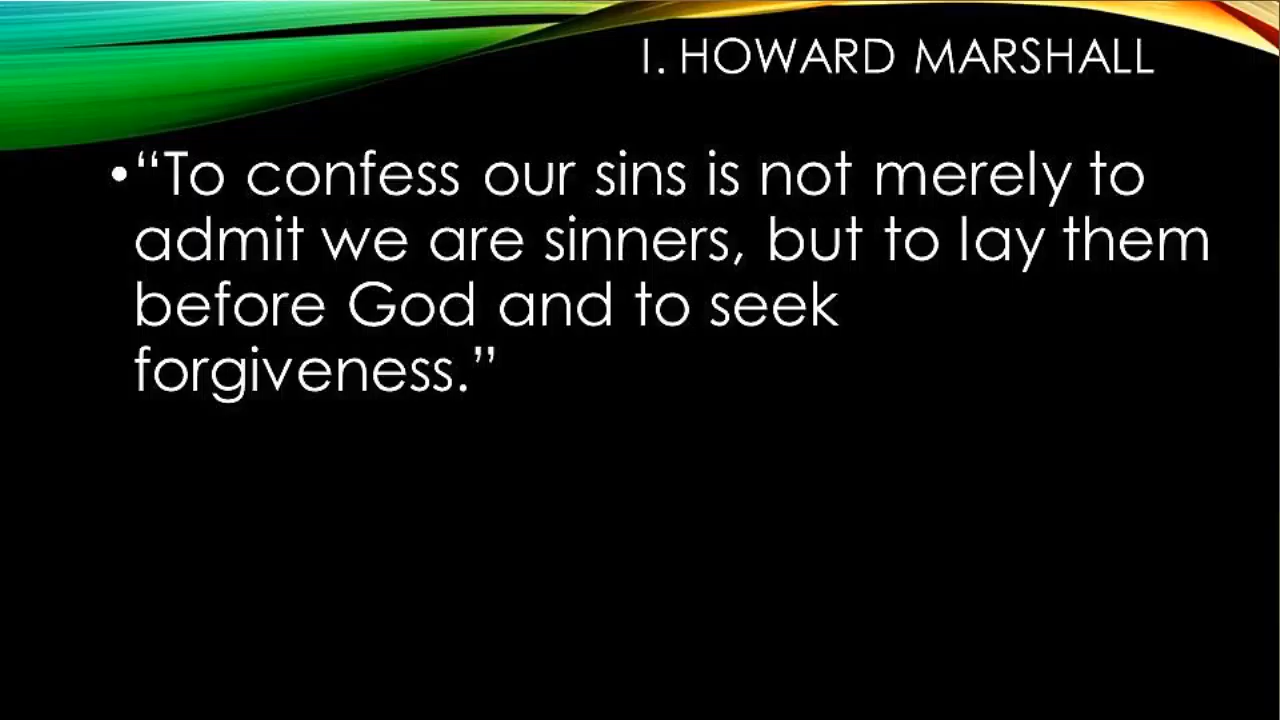 I. HOWARD MARSHALL
•“To confess our sins is not merely to
admit we are sinners, but to lay them
before God and to seek
forgiveness.”